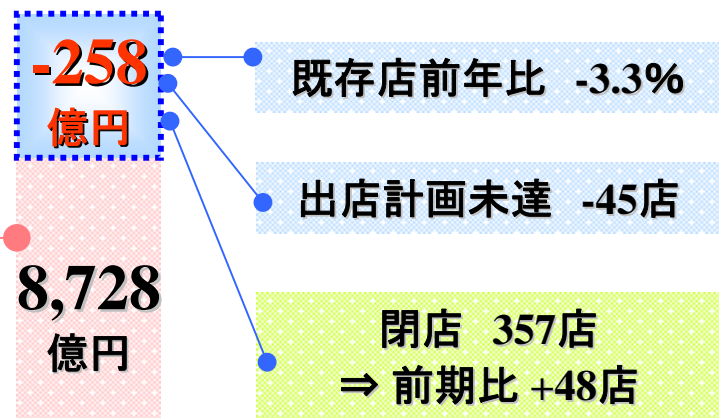 -258
億円
既存店前年比 -3.3%
出店計画未達 -45店
8,728
億円
閉店 357店
⇒ 前期比 +48店